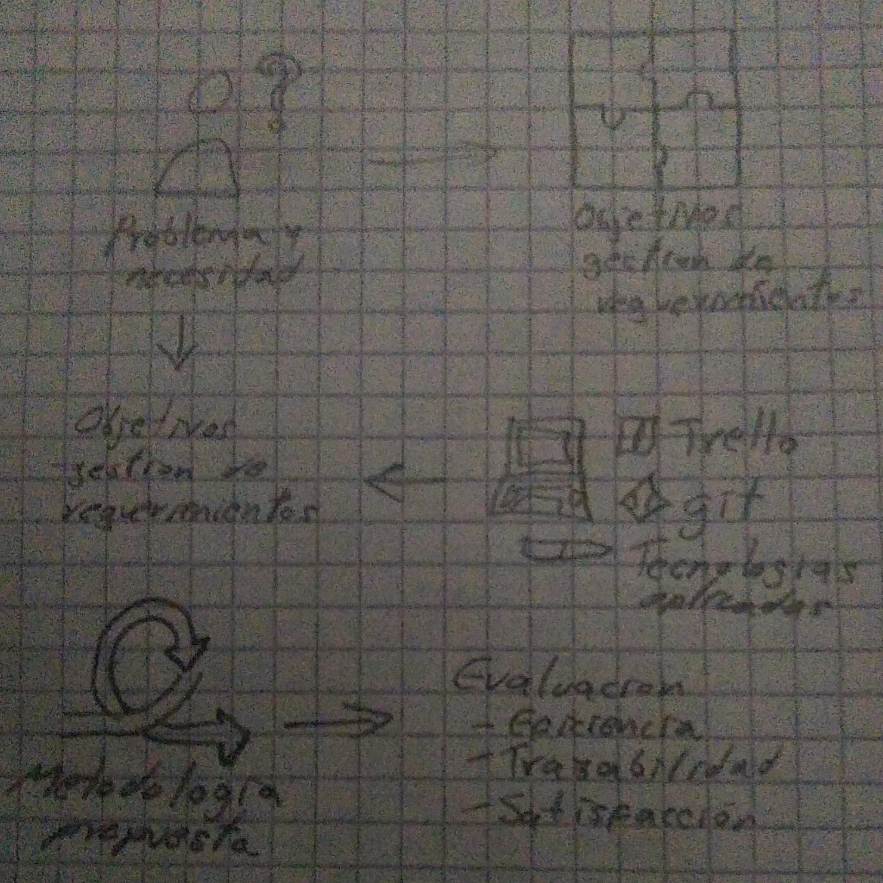 Problema y
necesidad
Objetivos
gestion de
requerimientos
Objetivos
gestion de
requerimientos
Trello
git
Tecnologias
aplicadas
Metodologia
propuesta
Evaluacion
- Eficiencia
- Trazabilidad
- Satisfacción